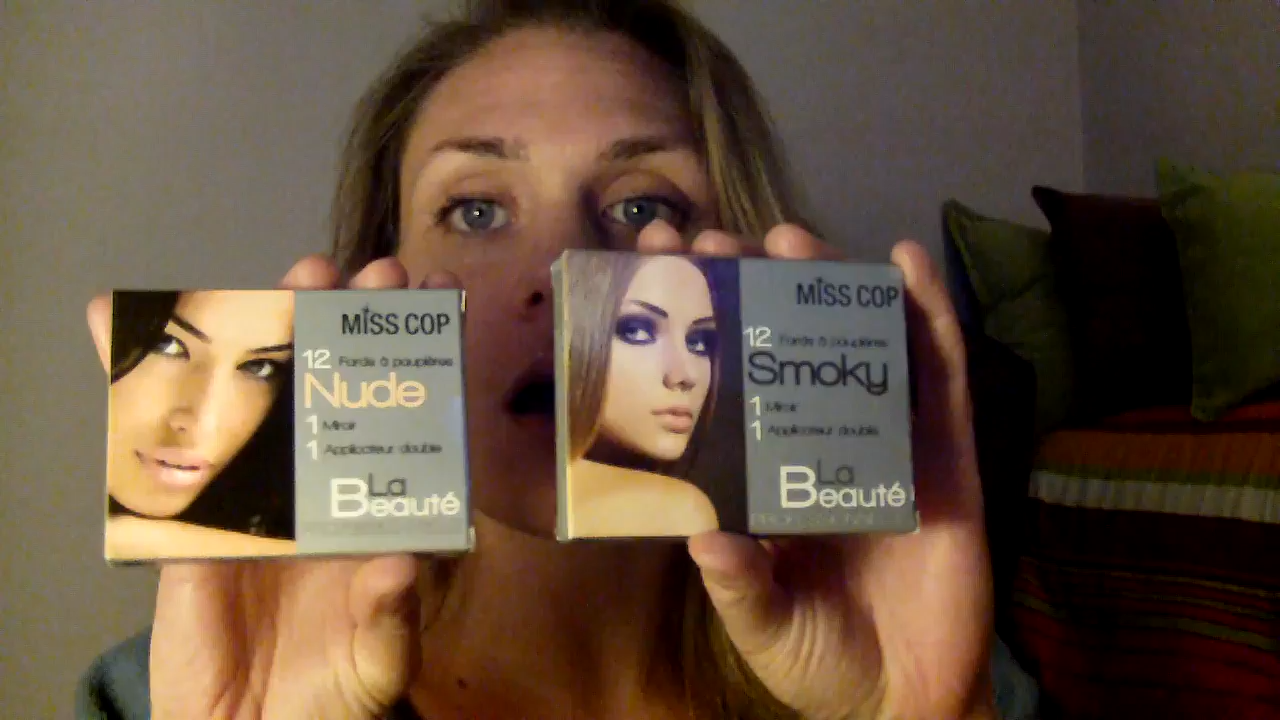 MISS COP
12 Fards à paupières
Nude
1 Miroir
1 Applicateur double
La
Beauté
MISS COP
12 Fards à paupières
Smoky
1 Miroir
1 Applicateur double
La
Beauté